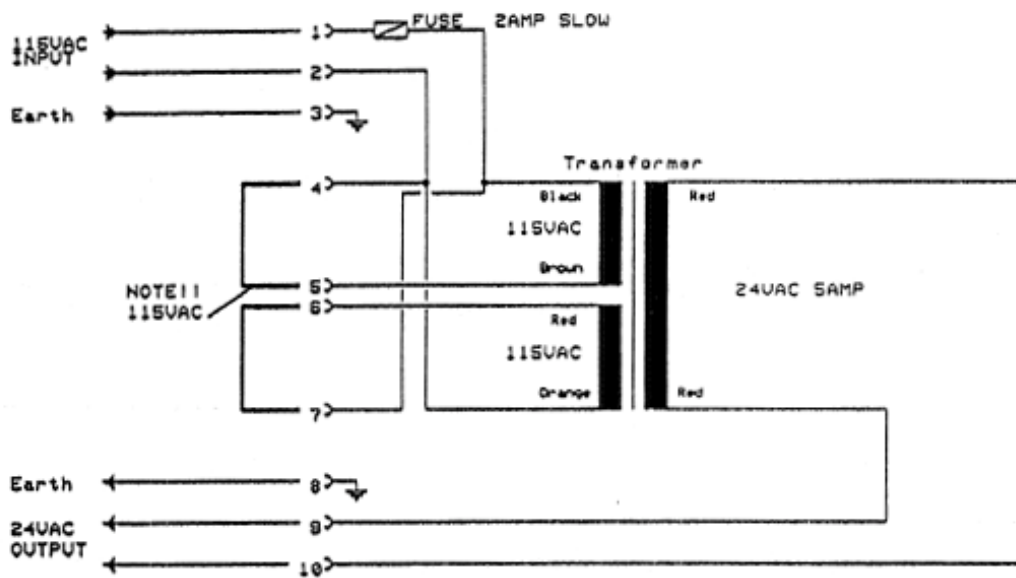 115VAC
INPUT
1
FUSE 2AMP SLOW
2
Earth
3
Transformer
4
Black
Red
115VAC
Brown
24VAC 5AMP
5
NOTE!!
115VAC
6
Red
115VAC
Orange
Red
7
Earth
8
24VAC
OUTPUT
9
10